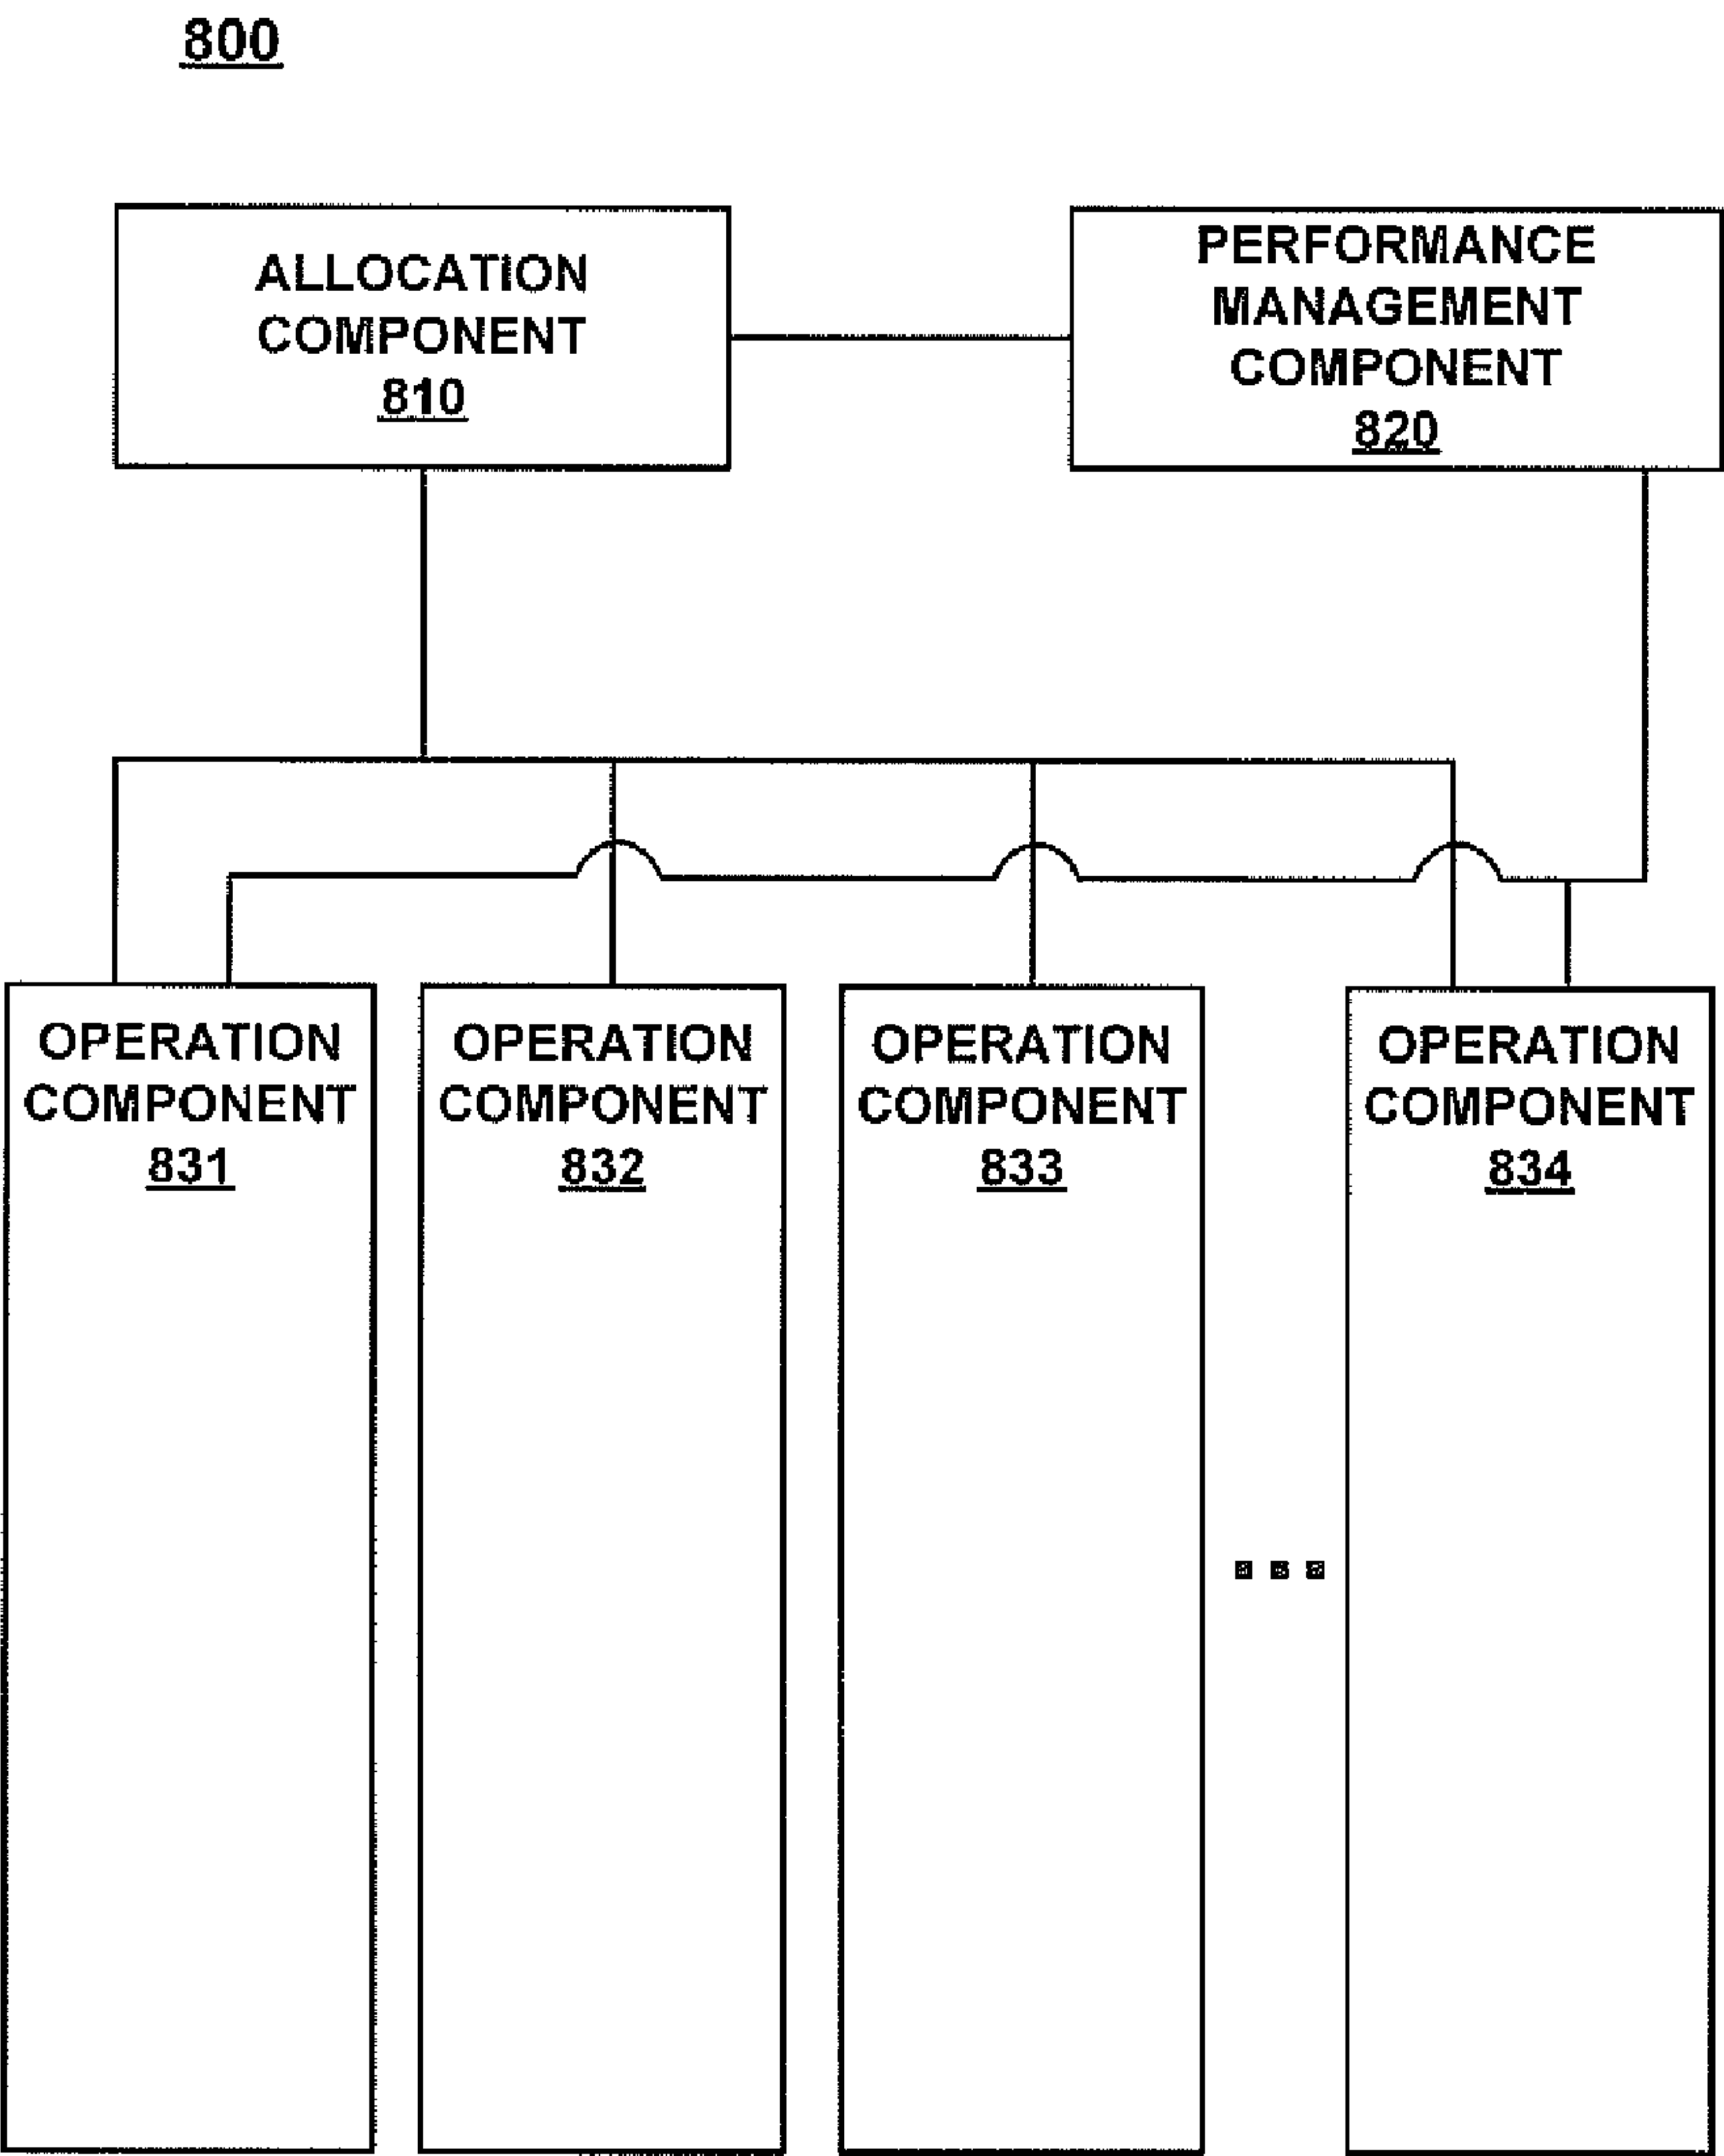 800
ALLOCATION
COMPONENT
810
PERFORMANCE
MANAGEMENT
COMPONENT
820
OPERATION
COMPONENT
831
OPERATION
COMPONENT
832
OPERATION
COMPONENT
833
OPERATION
COMPONENT
834